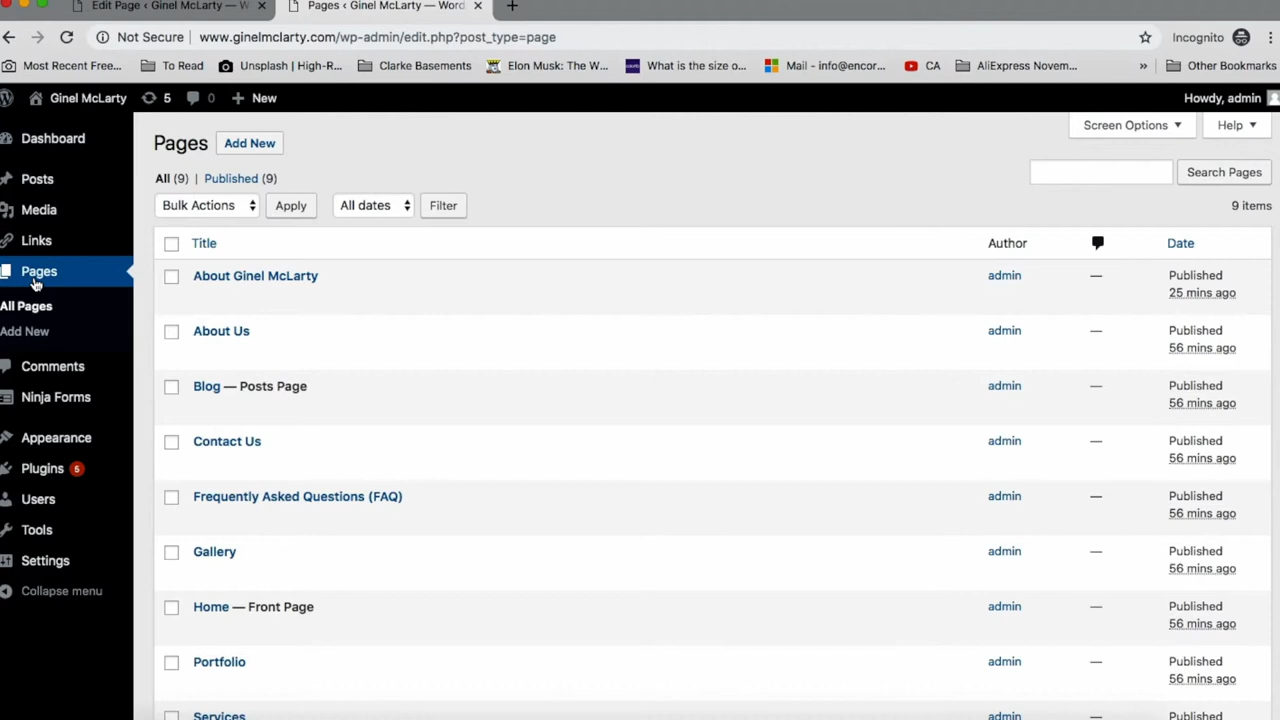 Edit Page ‹ Ginel McLarty — W
Pages ‹ Ginel McLarty — Word
Not Secure | www.ginelmclarty.com/wp-admin/edit.php?post_type=page
Incognito
Most Recent Free... To Read Unsplash | High-R... Clarke Basements Elon Musk: The W... What is the size o... Mail - info@encor... CA AliExpress Novem... » Other Bookmarks
Ginel McLarty 5 0 + New Howdy, admin
Dashboard
Posts
Media
Links
Pages
All Pages
Add New
Comments
Ninja Forms
Appearance
Plugins 5
Users
Tools
Settings
Collapse menu
Screen Options ▼ Help ▼
Pages Add New
All (9) | Published (9)
Search Pages
Bulk Actions Apply All dates Filter
9 items
Title Author Date
About Ginel McLarty admin — Published
25 mins ago
About Us admin — Published
56 mins ago
Blog — Posts Page admin — Published
56 mins ago
Contact Us admin — Published
56 mins ago
Frequently Asked Questions (FAQ) admin — Published
56 mins ago
Gallery admin — Published
56 mins ago
Home — Front Page admin — Published
56 mins ago
Portfolio admin — Published
56 mins ago
Services admin — Published